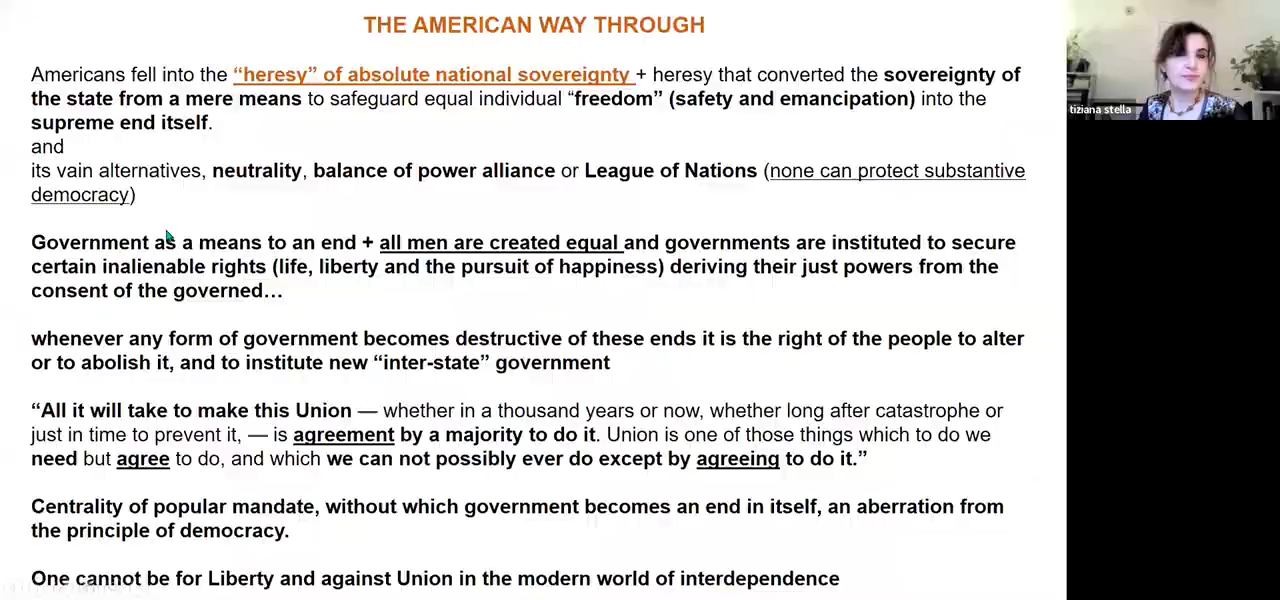 THE AMERICAN WAY THROUGH
Americans fell into the “heresy” of absolute national sovereignty + heresy that converted the sovereignty of
the state from a mere means to safeguard equal individual “freedom” (safety and emancipation) into the
supreme end itself.
and
its vain alternatives, neutrality, balance of power alliance or League of Nations (none can protect substantive
democracy)
Government as a means to an end + all men are created equal and governments are instituted to secure
certain inalienable rights (life, liberty and the pursuit of happiness) deriving their just powers from the
consent of the governed…
whenever any form of government becomes destructive of these ends it is the right of the people to alter
or to abolish it, and to institute new “inter-state” government
“All it will take to make this Union — whether in a thousand years or now, whether long after catastrophe or
just in time to prevent it, — is agreement by a majority to do it. Union is one of those things which to do we
need but agree to do, and which we can not possibly ever do except by agreeing to do it.”
Centrality of popular mandate, without which government becomes an end in itself, an aberration from
the principle of democracy.
One cannot be for Liberty and against Union in the modern world of interdependence
tiziana stella